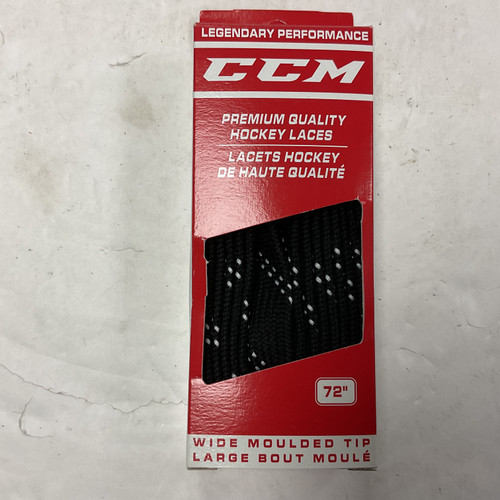 LEGENDARY PERFORMANCE
CCM
PREMIUM QUALITY
HOCKEY LACES
LACETS HOCKEY
DE HAUTE QUALITÉ
72"
WIDE MOULDED TIP
LARGE BOUT MOULÉ